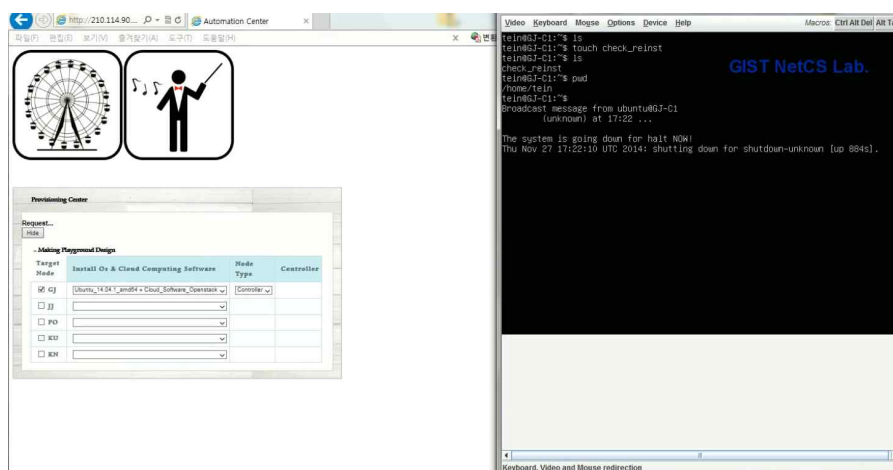 http://210.114.90...
Automation Center
파일(F) 편집(E) 보기(V) 즐겨찾기(A) 도구(T) 도움말(H)
x 변환
Provisioning Center
Request...
Hide
- Making Playground Design
Target Node
Install Os & Cloud Computing Software
Node Type
Controller
GJ
Ubuntu_14.04.1_amd64 + Cloud_Software_Openstack
Controller
JJ
PO
KU
KN
Video Keyboard Mouse Options Device Help
Macros: Ctrl Alt Del Alt Ta
tein@GJ-C1:~$ ls
tein@GJ-C1:~$ touch check_reinst
tein@GJ-C1:~$ ls
check_reinst
tein@GJ-C1:~$ pwd
/home/tein
tein@GJ-C1:~$
Broadcast message from ubuntu@GJ-C1
(unknown) at 17:22 ...
The system is going down for halt NOW!
Thu Nov 27 17:22:10 UTC 2014: shutting down for shutdown-unknown [up 884s].
GIST NetCS Lab.
Keyboard, Video and Mouse redirection